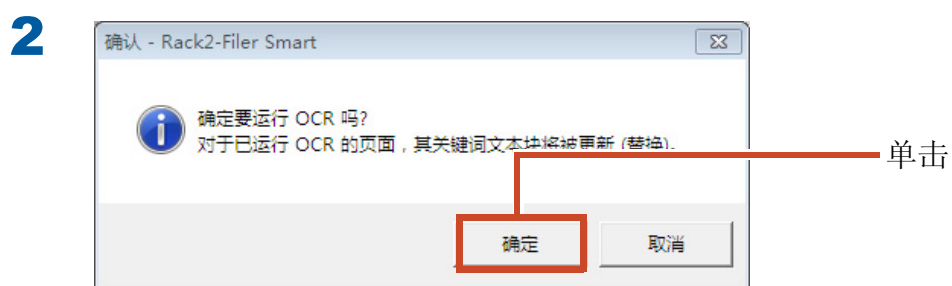 2
确认 - Rack2-Filer Smart
确定要运行 OCR 吗?
对于已运行 OCR 的页面，其关键词文本块将被更新 (替换)。
单击
确定
取消